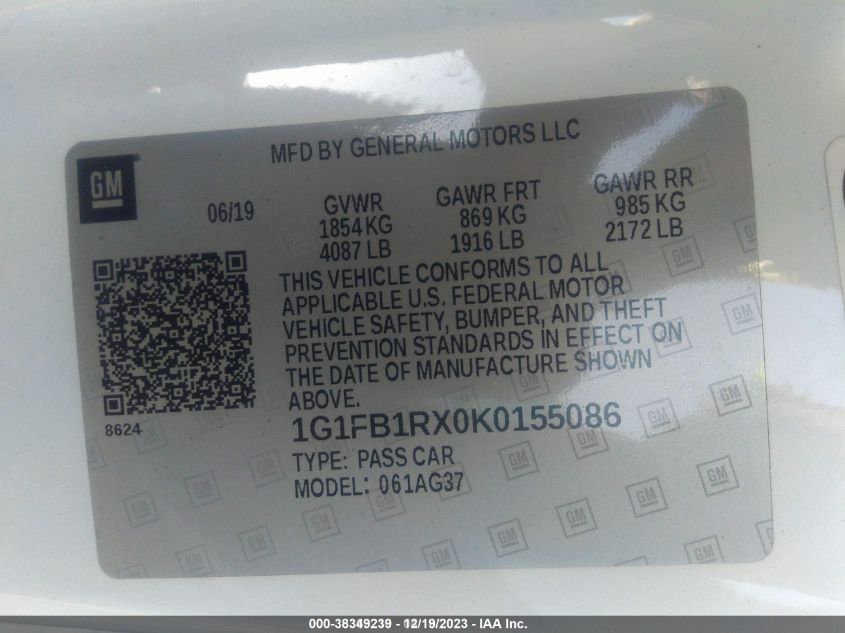 MFD BY GENERAL MOTORS LLC
GM
06/19
GVWR
1854 KG
4087 LB
GAWR FRT
869 KG
1916 LB
GAWR RR
985 KG
2172 LB
THIS VEHICLE CONFORMS TO ALL
APPLICABLE U.S. FEDERAL MOTOR
VEHICLE SAFETY, BUMPER, AND THEFT
PREVENTION STANDARDS IN EFFECT ON
THE DATE OF MANUFACTURE SHOWN
ABOVE.
8624
1G1FB1RX0K0155086
TYPE: PASS CAR
MODEL: 061AG37
000-38349239 - 12/19/2023 - IAA Inc.